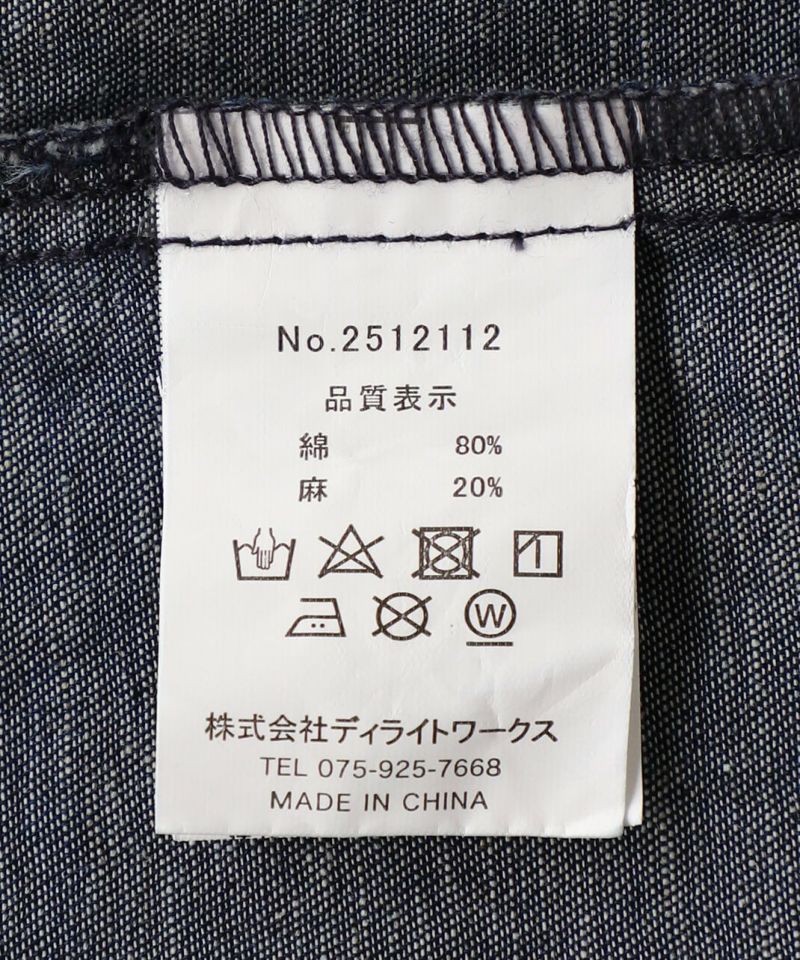 No.2512112
品質表示
綿 80%
麻 20%
W
株式会社ディライトワークス
TEL 075-925-7668
MADE IN CHINA